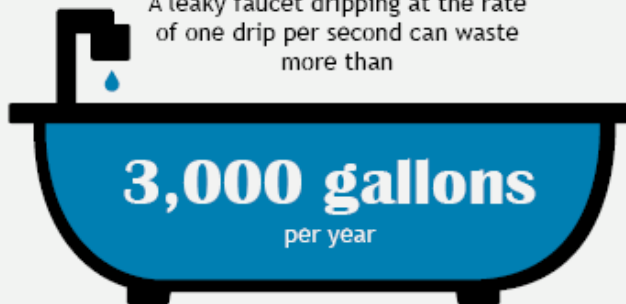 A leaky faucet dripping at the rate
of one drip per second can waste
more than
3,000 gallons
per year